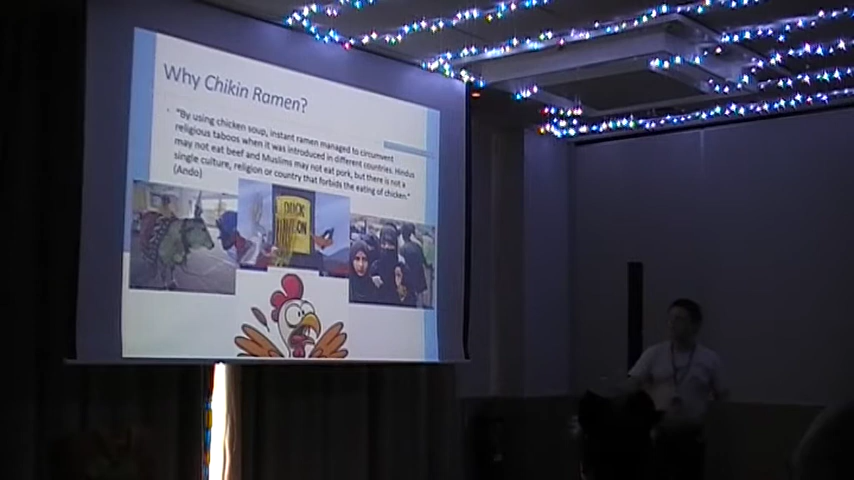 Why Chikin Ramen?
"By using chicken soup, instant ramen managed to circumvent
religious taboos when it was introduced in different countries. Hindus
may not eat beef and Muslims may not eat pork, but there is not a
single culture, religion or country that forbids the eating of chicken."
(Ando)
DUCK